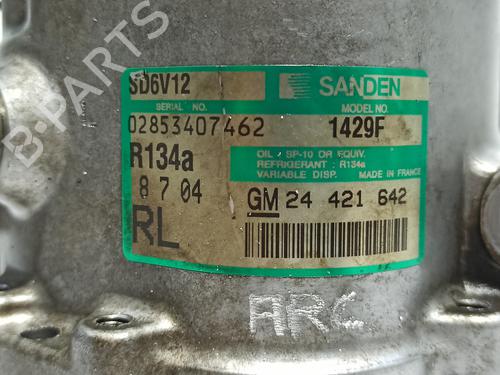 B-PARTS
SD6V12
SANDEN
SERIAL NO.
MODEL NO.
02853407462
1429F
R134a
OIL : SP-10 OR EQUIV.
REFRIGERANT : R134a
VARIABLE DISP. MADE IN FRANCE
8 7 04
GM 24 421 642
RL
ARC